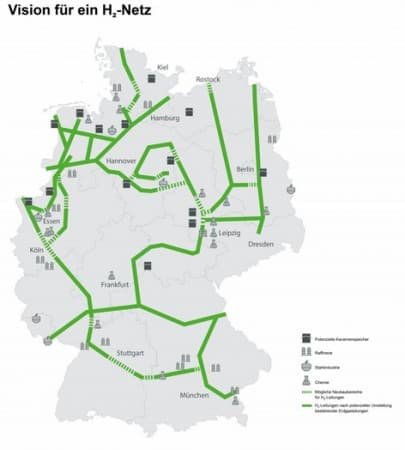 Vision für ein H₂-Netz
Kiel
Rostock
Hamburg
Hannover
Berlin
Essen
Leipzig
Köln
Dresden
Frankfurt
Stuttgart
München
Potenzielle Kavernenspeicher
Raffinerie
Stahlindustrie
Chemie
Mögliche Neubaubereiche
für H₂-Leitungen
H₂-Leitungen nach potenzieller Umstellung
bestehender Erdgasleitungen